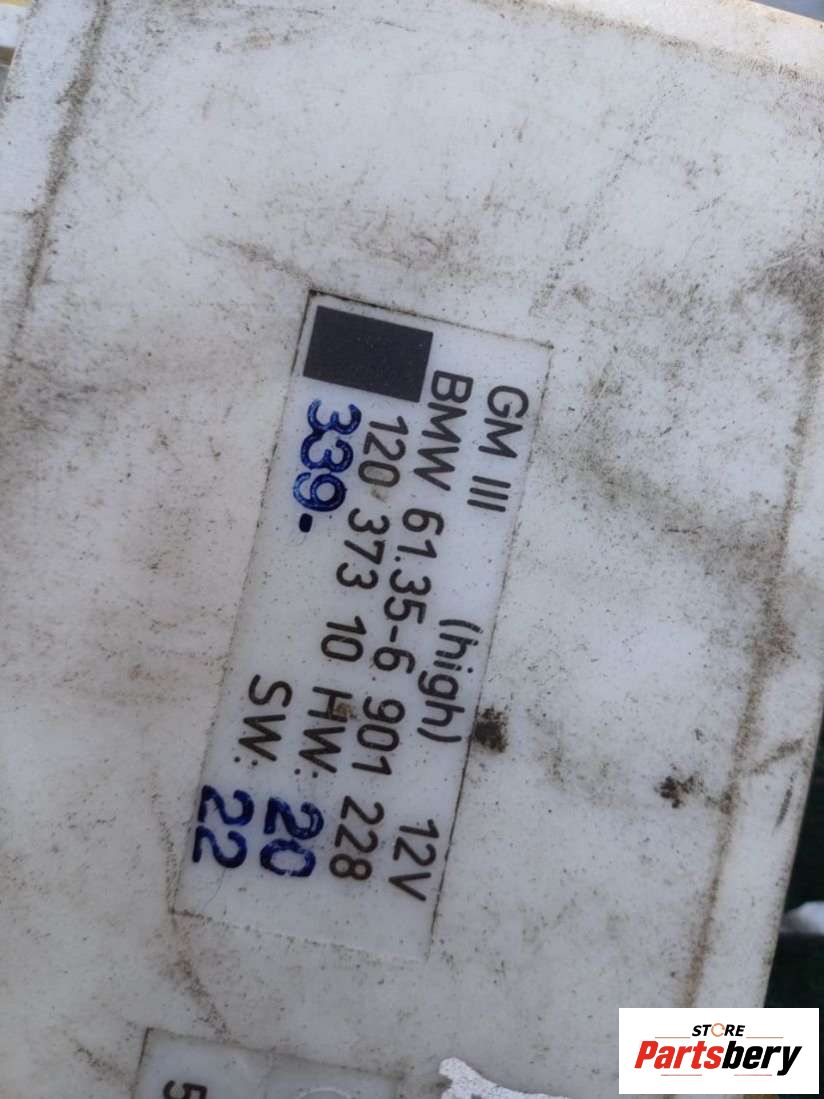 GM III (high) 12V
BMW 61.35-6 901 228
120 373 10 HW: 20
339- SW: 22
5
STORE
Partsbery